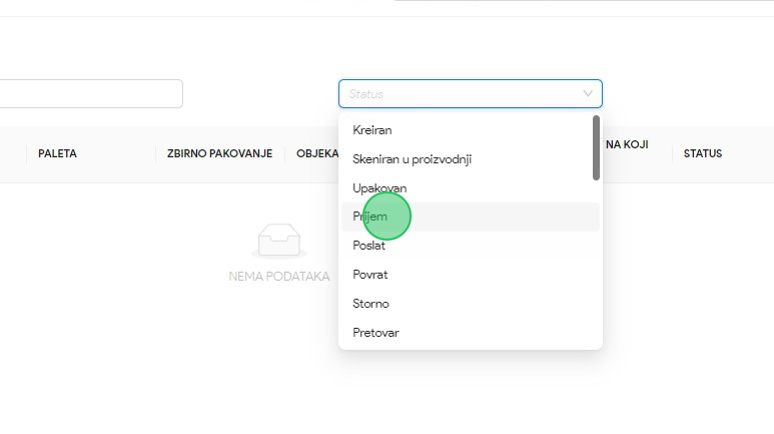 Status
Kreiran
Skeniran u proizvodnji
Upakovan
Prijem
Poslat
Povrat
Storno
Pretovar
PALETA ZBIRNO PAKOVANJE OBJEKA NA KOJI STATUS
NEMA PODATAKA